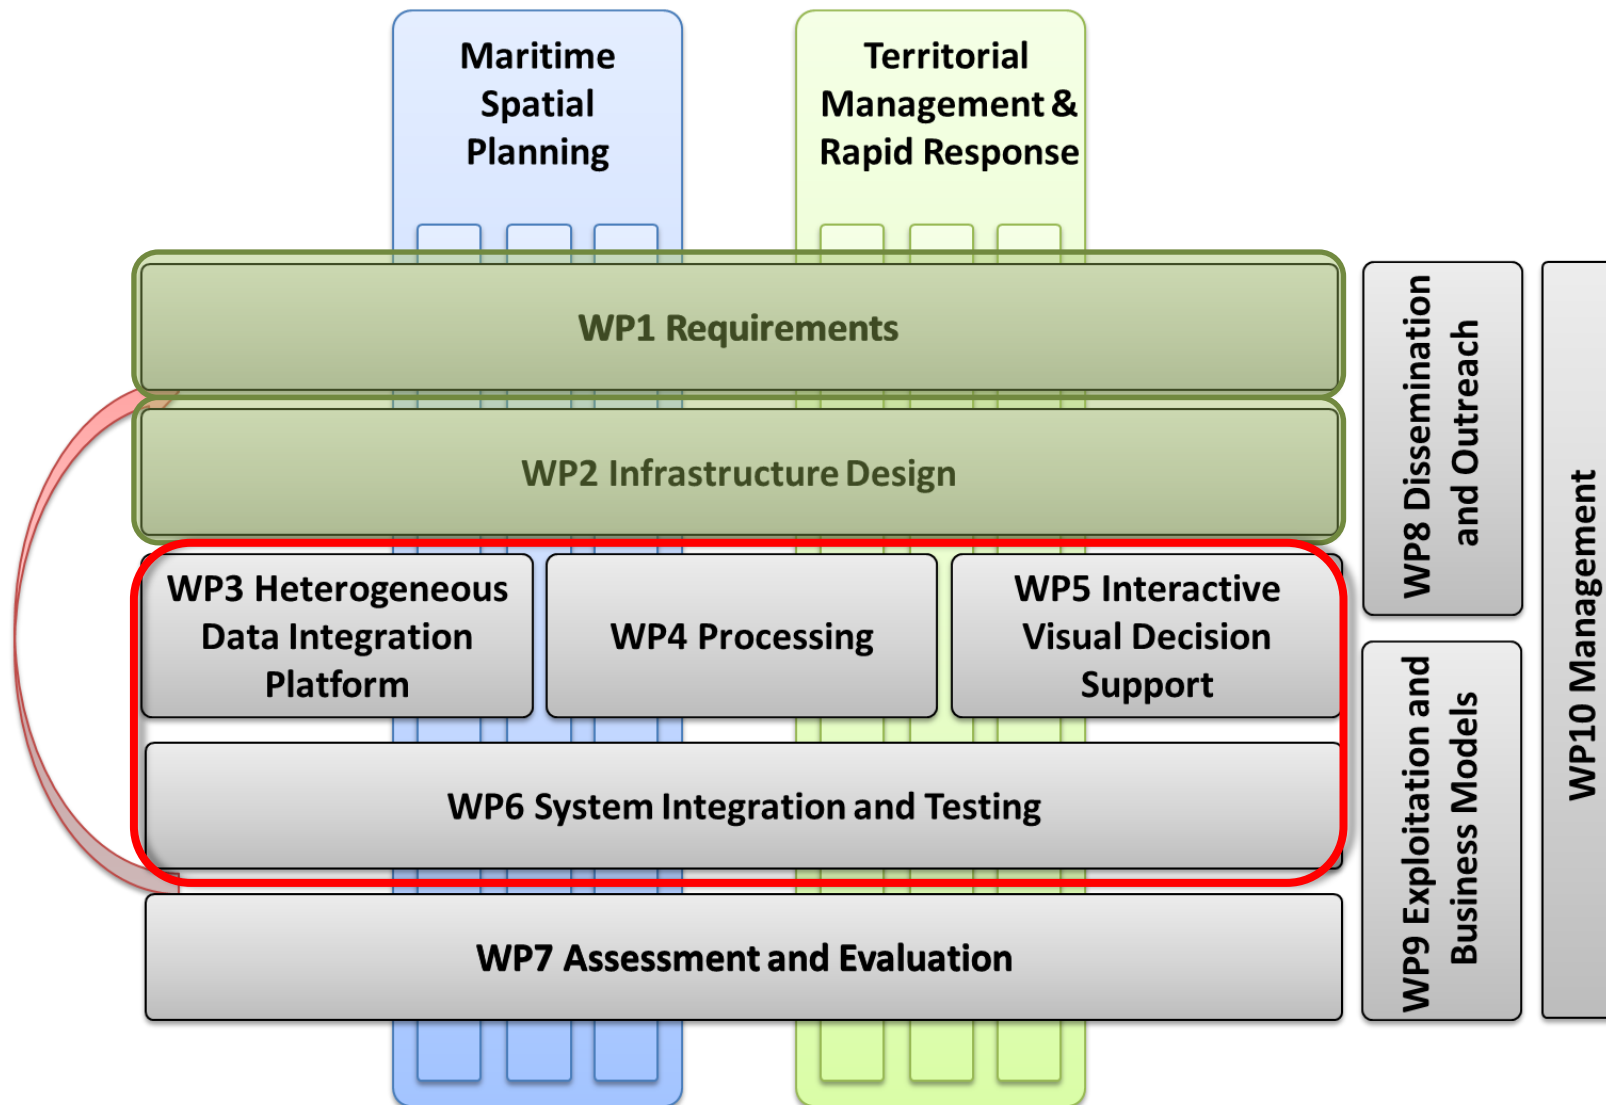 Maritime
Spatial
Planning
Territorial
Management &
Rapid Response
WP1 Requirements
WP2 Infrastructure Design
WP3 Heterogeneous
Data Integration
Platform
WP4 Processing
WP5 Interactive
Visual Decision
Support
WP6 System Integration and Testing
WP7 Assessment and Evaluation
WP8 Dissemination
and Outreach
WP9 Exploitation and
Business Models
WP10 Management